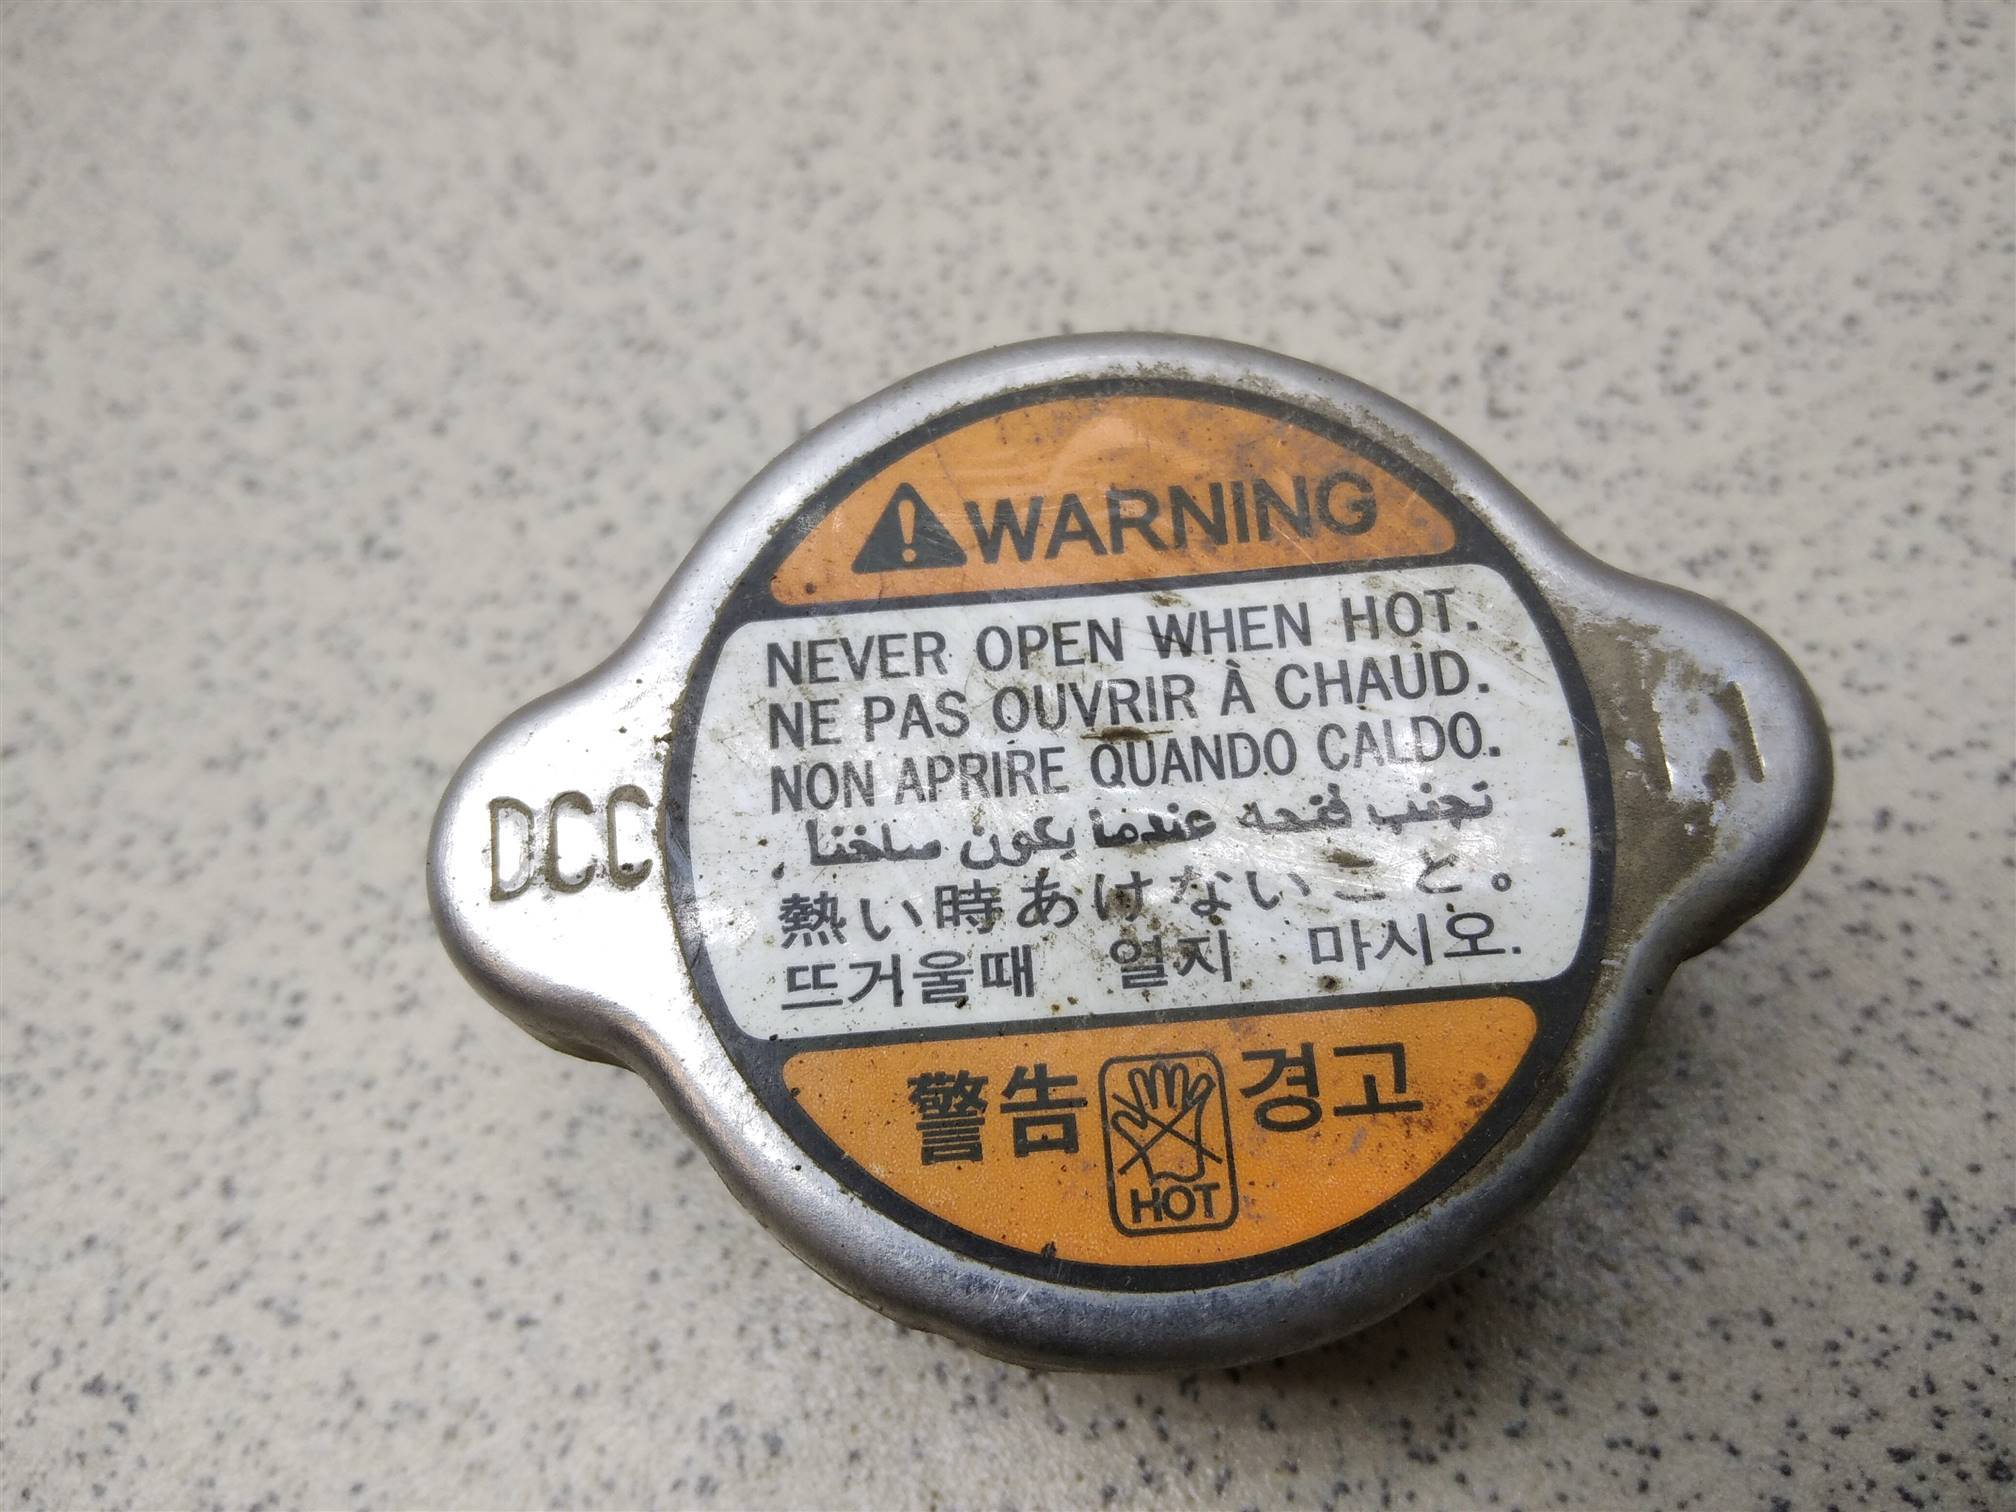 WARNING
NEVER OPEN WHEN HOT.
NE PAS OUVRIR À CHAUD.
NON APRIRE QUANDO CALDO.
تجنب فتحه عندما يكون ساخنا .
熱い時あけないこと。
뜨거울때 열지 마시오.
DCC
1.1
警告 경고
HOT